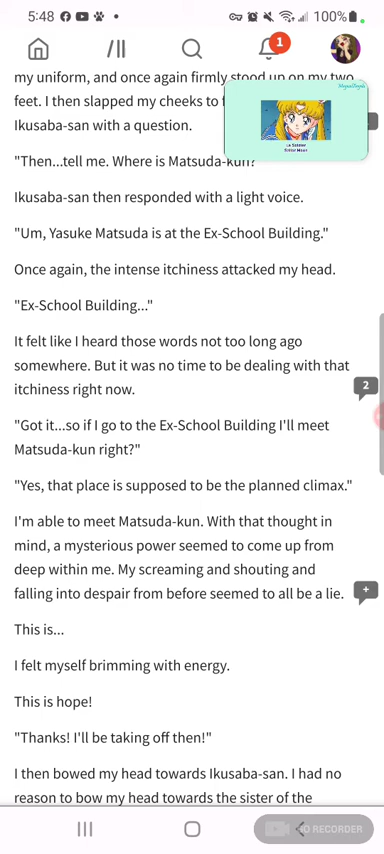 5:48
100%
1
my uniform, and once again firmly stood up on my two
feet. I then slapped my cheeks to
Ikusaba-san with a question.
"Then...tell me. Where is Matsuda-kun?"
Ikusaba-san then responded with a light voice.
"Um, Yasuke Matsuda is at the Ex-School Building."
Once again, the intense itchiness attacked my head.
"Ex-School Building..."
It felt like I heard those words not too long ago
somewhere. But it was no time to be dealing with that
itchiness right now.
2
"Got it...so if I go to the Ex-School Building I'll meet
Matsuda-kun right?"
"Yes, that place is supposed to be the planned climax."
I'm able to meet Matsuda-kun. With that thought in
mind, a mysterious power seemed to come up from
deep within me. My screaming and shouting and
falling into despair from before seemed to all be a lie.
+
This is...
I felt myself brimming with energy.
This is hope!
"Thanks! I'll be taking off then!"
I then bowed my head towards Ikusaba-san. I had no
reason to bow my head towards the sister of the
RECORDER